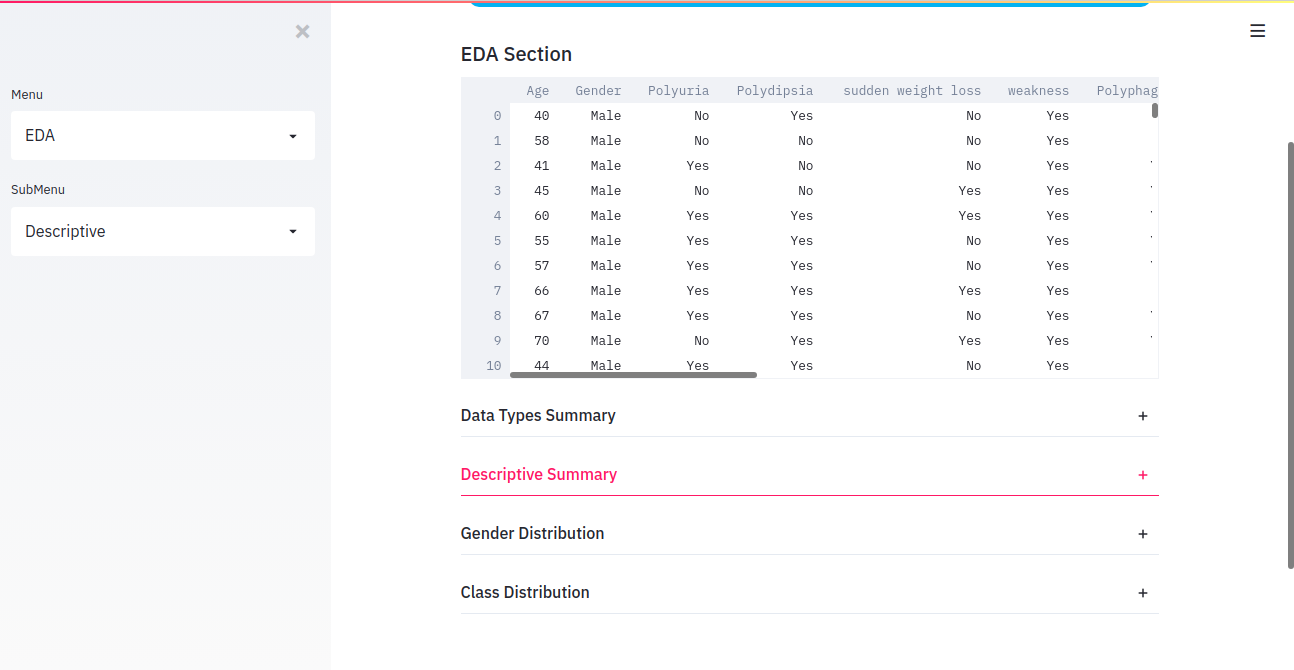 EDA Section
Menu
EDA
SubMenu
Descriptive
Age Gender Polyuria Polydipsia sudden weight loss weakness Polyphag
0 40 Male No Yes No Yes
1 58 Male No No No Yes
2 41 Male Yes No No Yes
3 45 Male No No Yes Yes
4 60 Male Yes Yes Yes Yes
5 55 Male Yes Yes No Yes
6 57 Male Yes Yes No Yes
7 66 Male Yes Yes Yes Yes
8 67 Male Yes Yes No Yes
9 70 Male No Yes Yes Yes
10 44 Male Yes Yes No Yes
Data Types Summary +
Descriptive Summary +
Gender Distribution +
Class Distribution +